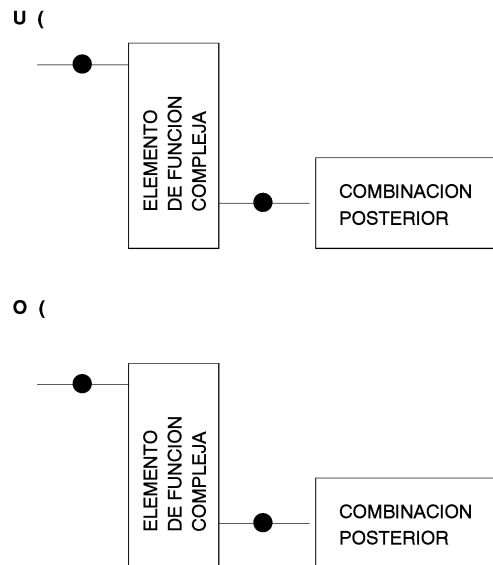 U (
ELEMENTO
DE FUNCION
COMPLEJA
COMBINACION
POSTERIOR
O (
ELEMENTO
DE FUNCION
COMPLEJA
COMBINACION
POSTERIOR